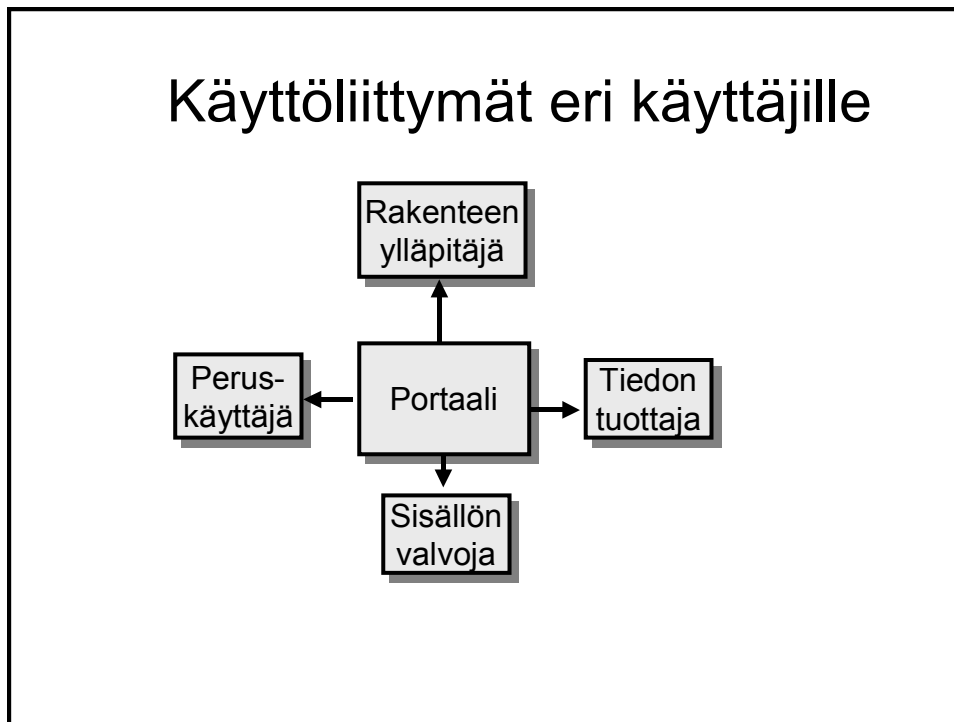 Käyttöliittymät eri käyttäjille
Rakenteen
ylläpitäjä
Perus-
käyttäjä
Portaali
Tiedon
tuottaja
Sisällön
valvoja